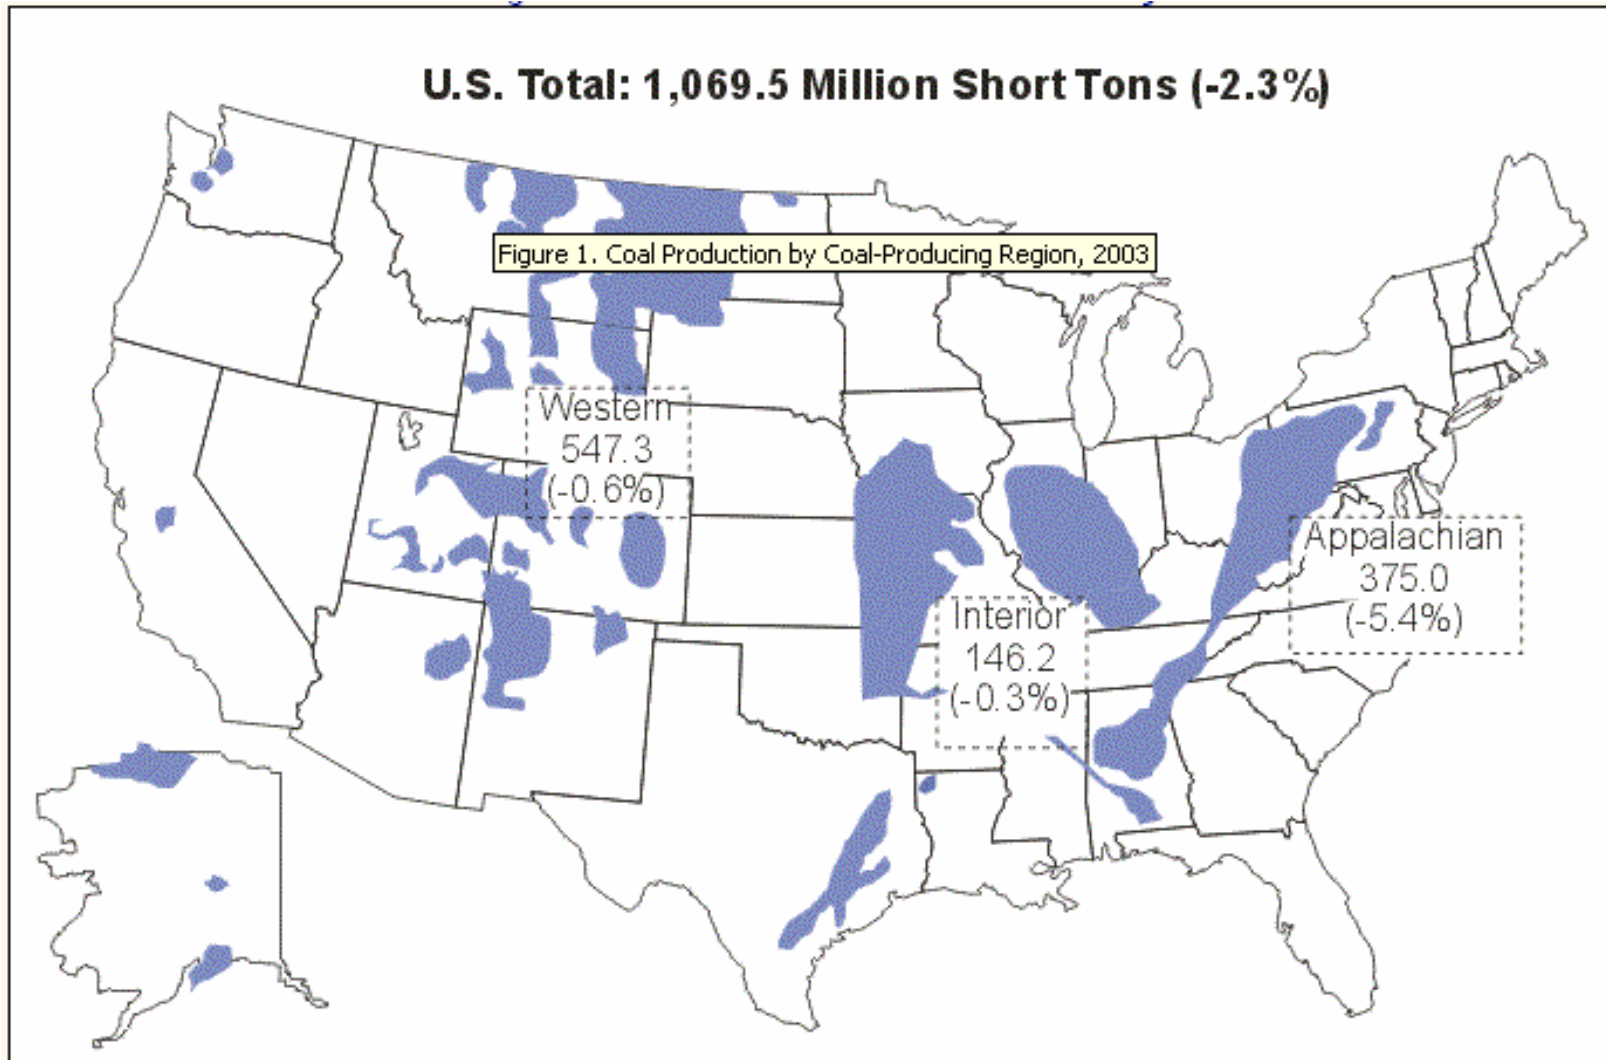 U.S. Total: 1,069.5 Million Short Tons (-2.3%)
Figure 1. Coal Production by Coal-Producing Region, 2003
Western
547.3
(-0.6%)
Appalachian
375.0
(-5.4%)
Interior
146.2
(-0.3%)